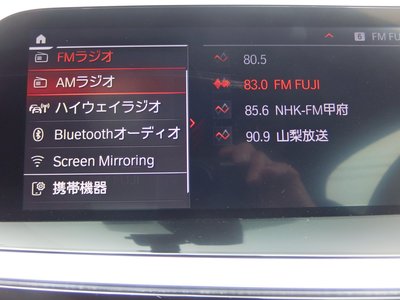 6 FM FUJI
FMラジオ
AMラジオ
ハイウェイラジオ
Bluetoothオーディオ
Screen Mirroring
携帯機器
80.5
83.0 FM FUJI
85.6 NHK-FM甲府
90.9 山梨放送